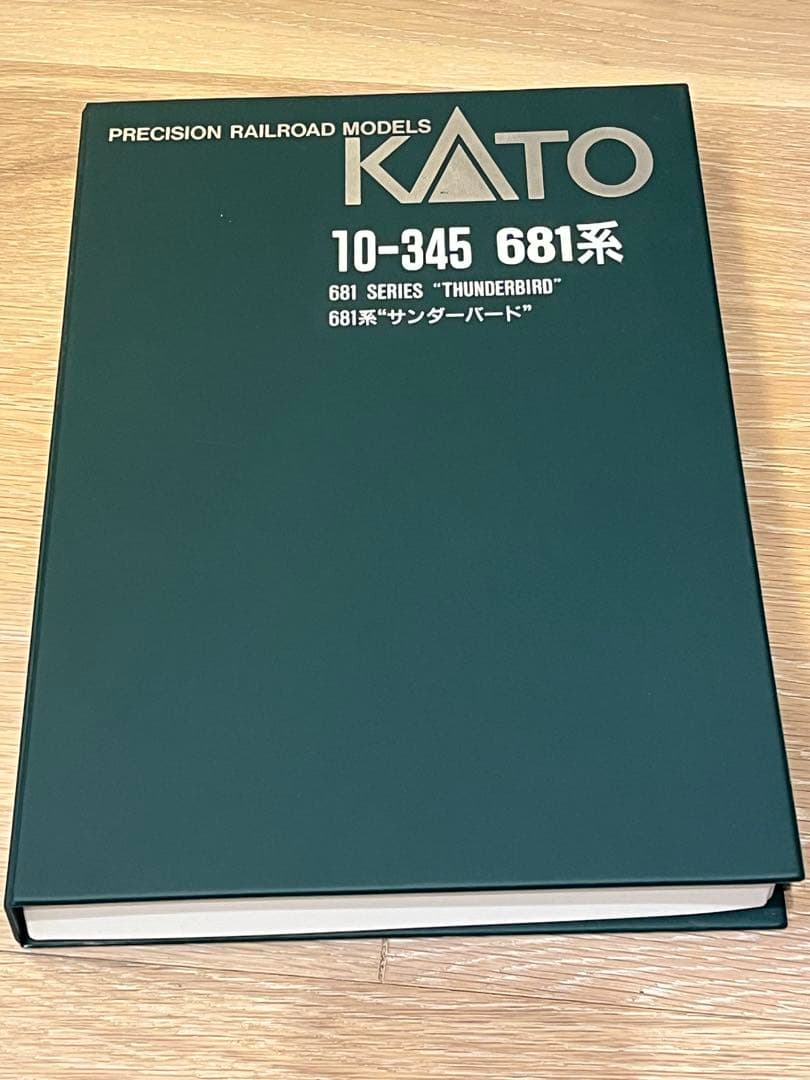 PRECISION RAILROAD MODELS
KATO
10-345 681系
681 SERIES “THUNDERBIRD”
681系“サンダーバード”